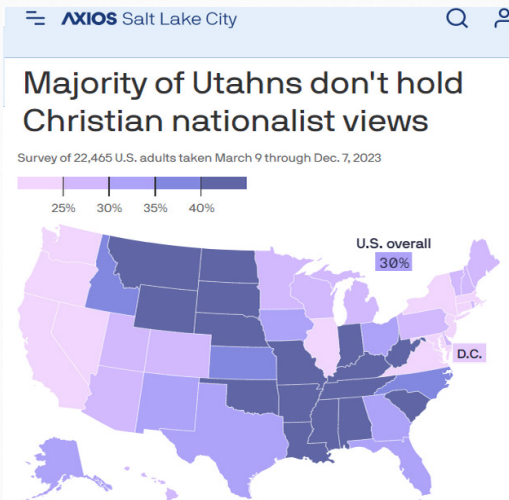 AXIOS Salt Lake City
Majority of Utahns don't hold
Christian nationalist views
Survey of 22,465 U.S. adults taken March 9 through Dec. 7, 2023
25% 30% 35% 40%
U.S. overall
30%
D.C.